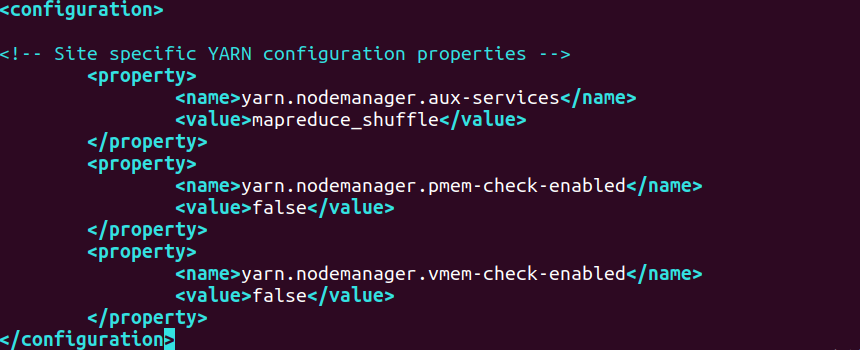 <configuration>
<!-- Site specific YARN configuration properties -->
<property>
<name>yarn.nodemanager.aux-services</name>
<value>mapreduce_shuffle</value>
</property>
<property>
<name>yarn.nodemanager.pmem-check-enabled</name>
<value>false</value>
</property>
<property>
<name>yarn.nodemanager.vmem-check-enabled</name>
<value>false</value>
</property>
</configuration>